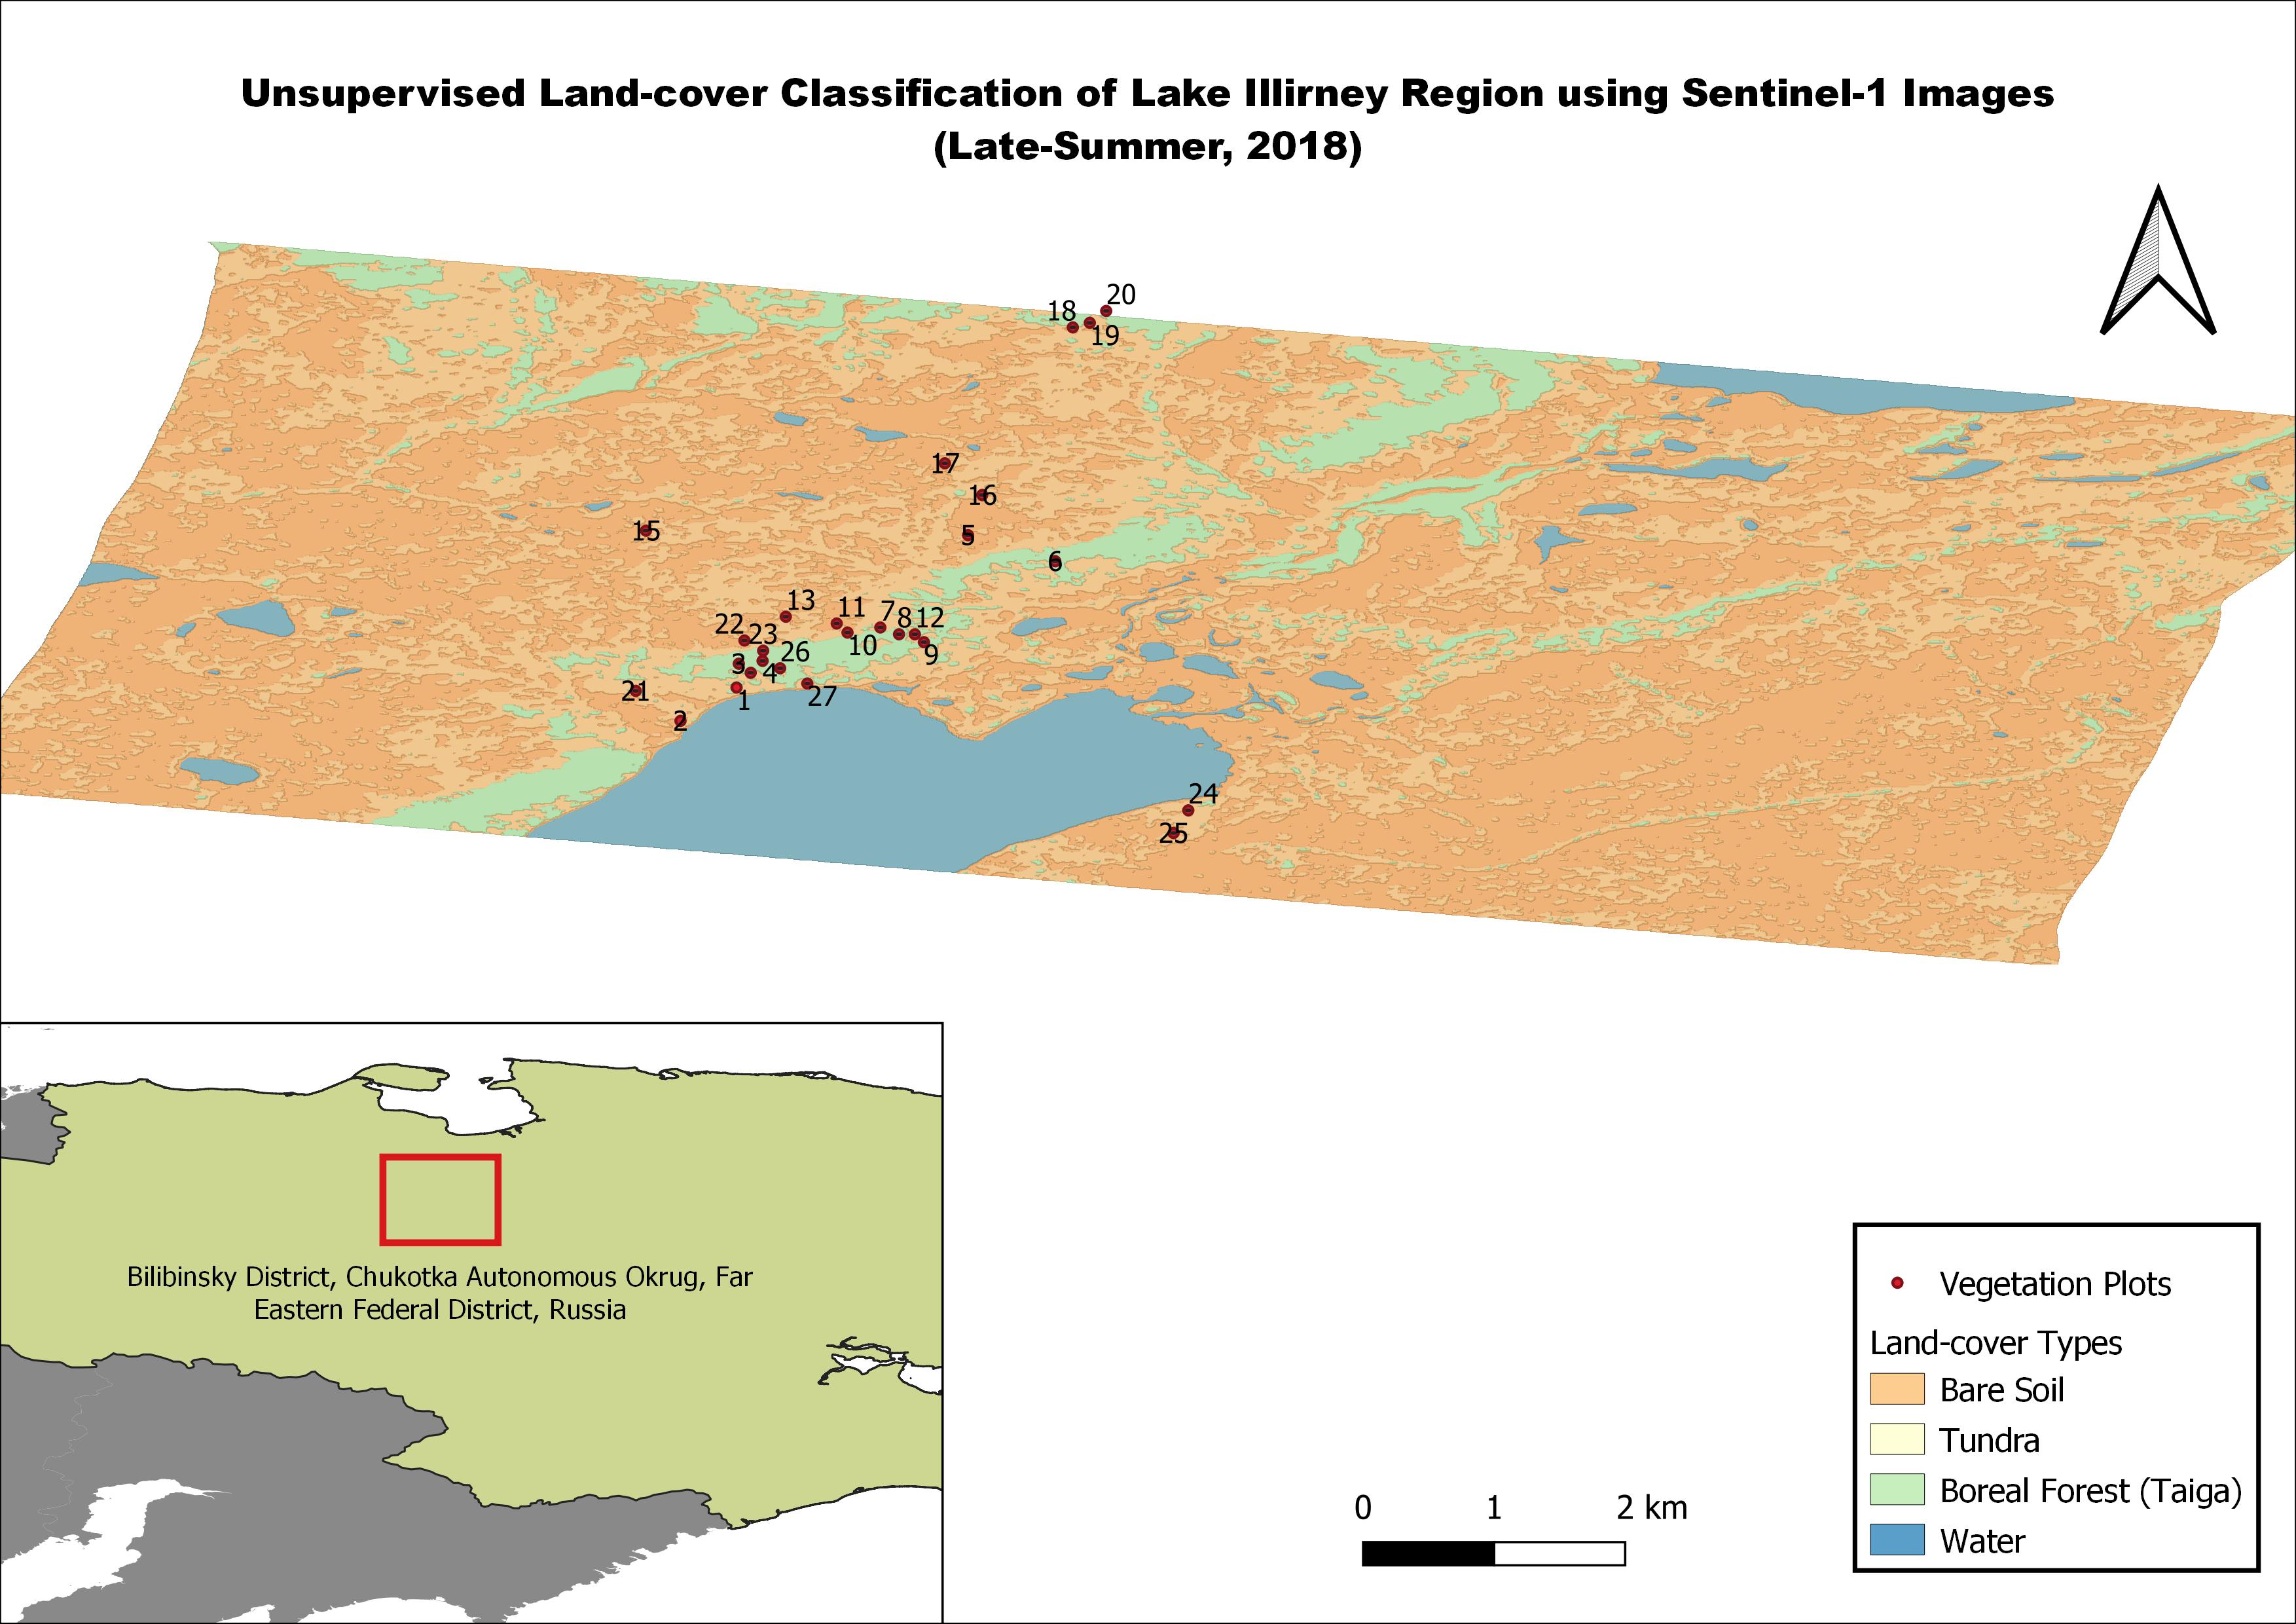 Unsupervised Land-cover Classification of Lake Illirney Region using Sentinel-1 Images
(Late-Summer, 2018)
20
18
19
17
16
15
5
6
13
11
7
8
12
22
23
10
26
9
3
4
21
1
27
2
24
25
Bilibinsky District, Chukotka Autonomous Okrug, Far
Eastern Federal District, Russia
Vegetation Plots
Land-cover Types
Bare Soil
Tundra
Boreal Forest (Taiga)
Water
0 1 2 km